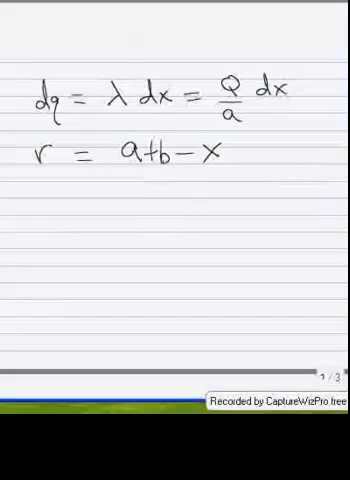 dq = λ dx = Q/a dx
r = a+b-x
1 / 3
Recorded by CaptureWizPro free